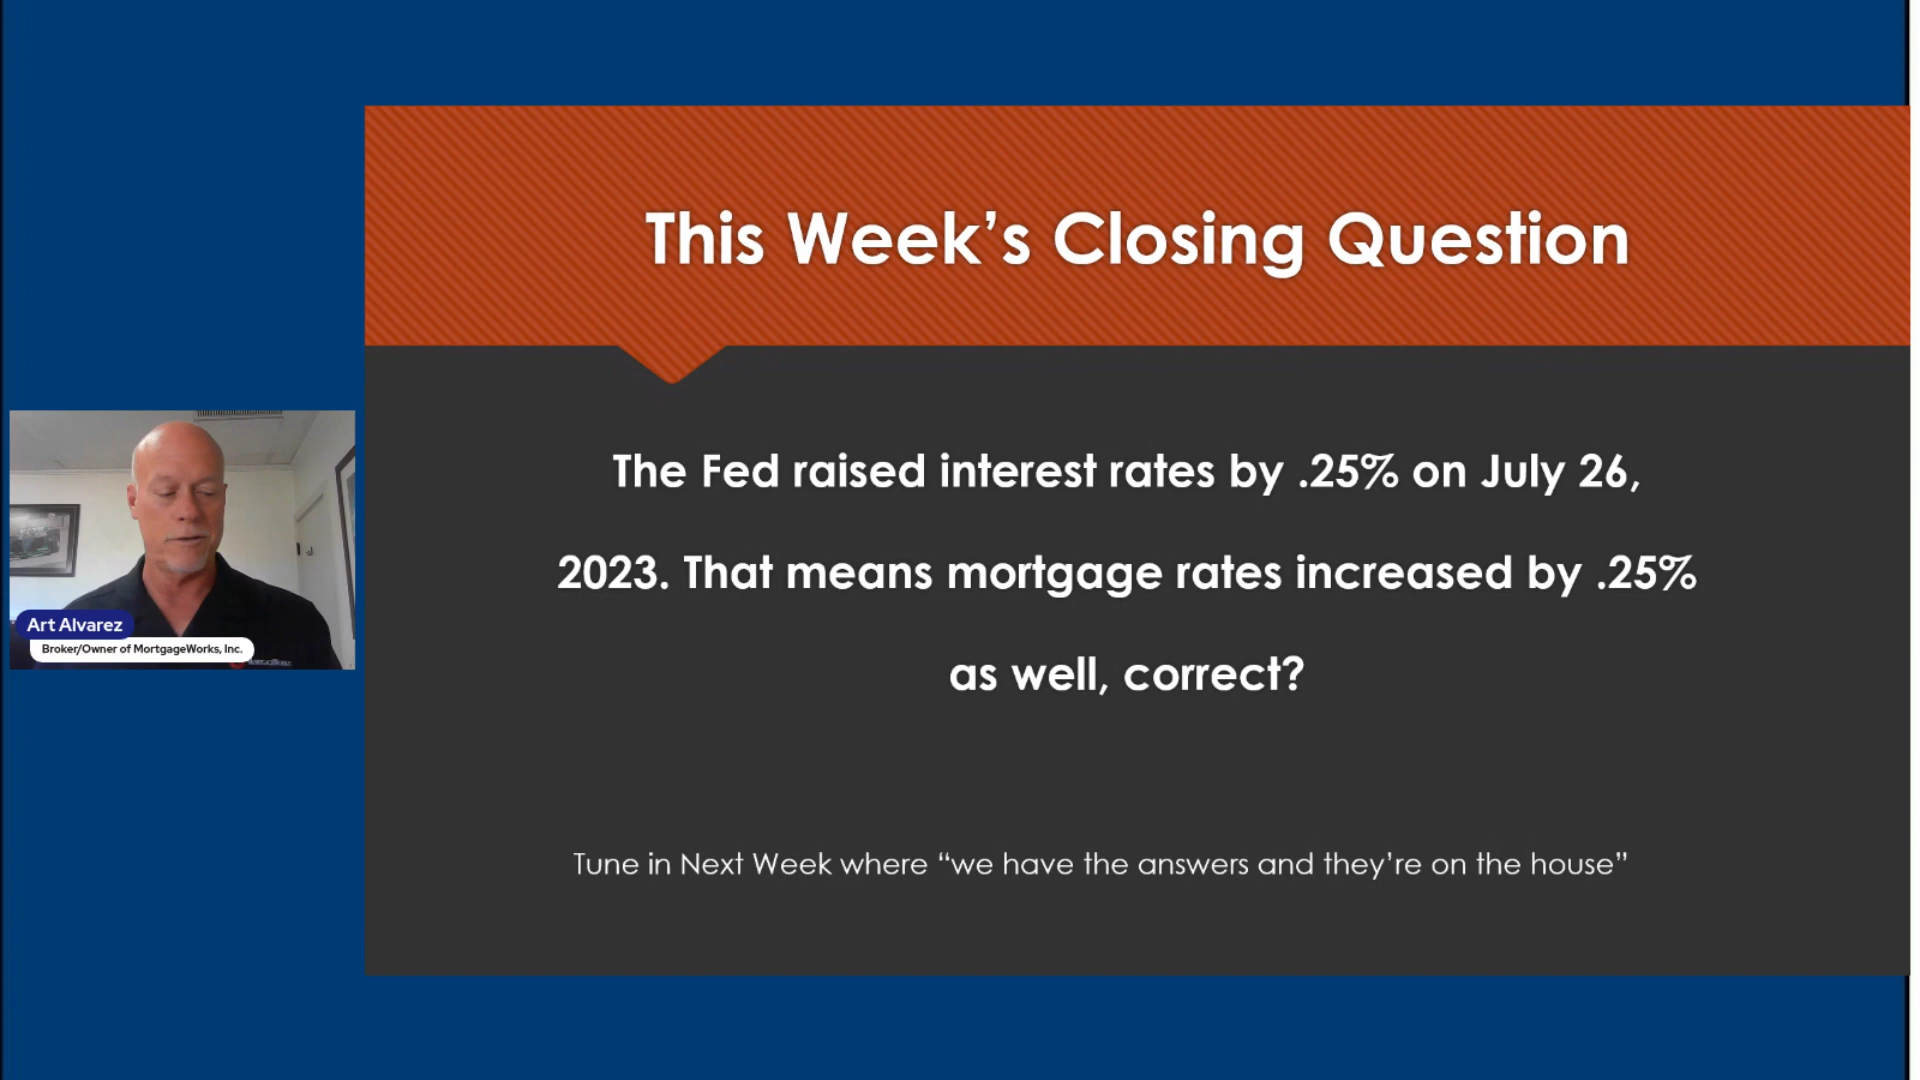 This Week’s Closing Question
The Fed raised interest rates by .25% on July 26,
2023. That means mortgage rates increased by .25%
as well, correct?
Tune in Next Week where “we have the answers and they’re on the house”
Art Alvarez
Broker/Owner of MortgageWorks, Inc.